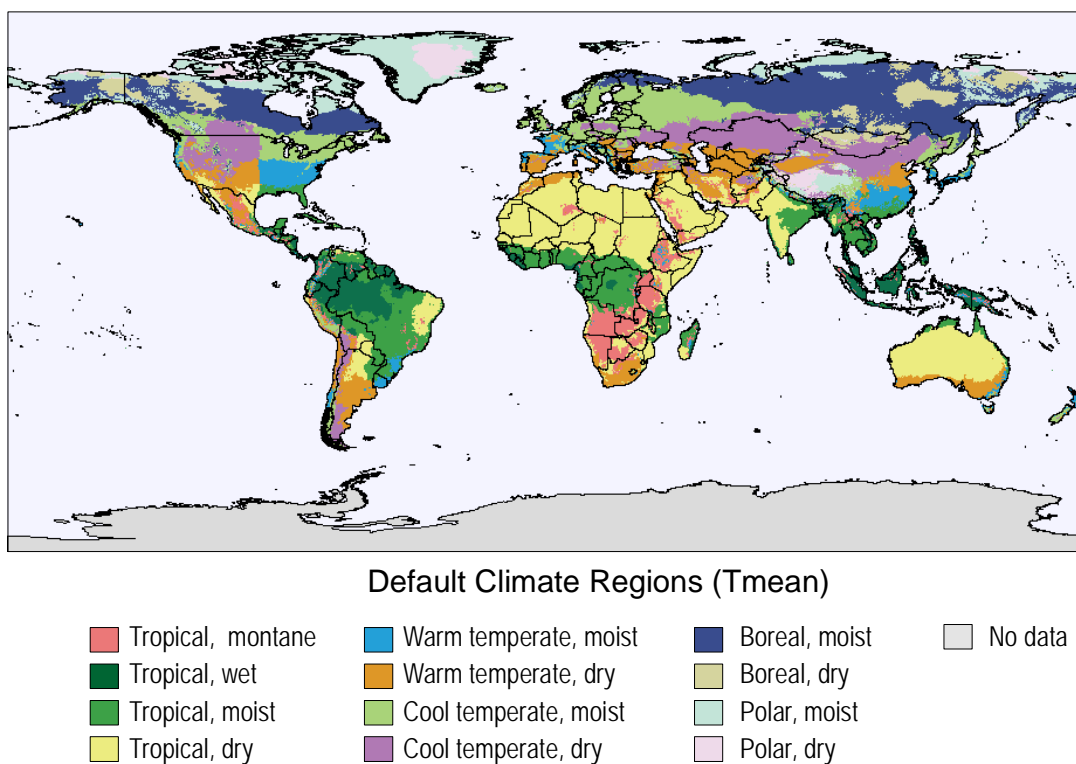 Default Climate Regions (Tmean)
Tropical, montane
Tropical, wet
Tropical, moist
Tropical, dry
Warm temperate, moist
Warm temperate, dry
Cool temperate, moist
Cool temperate, dry
Boreal, moist
Boreal, dry
Polar, moist
Polar, dry
No data